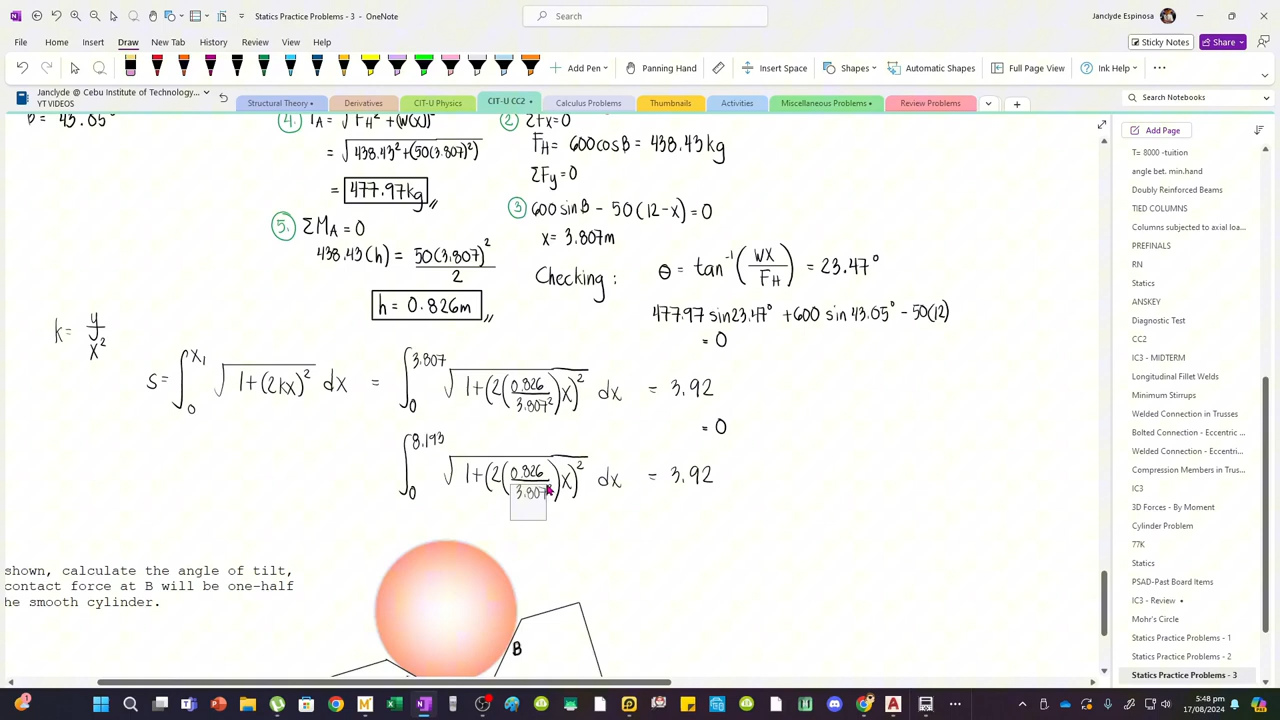 Statics Practice Problems - 3 - OneNote
Search
Janclyde Espinosa
File Home Insert Draw New Tab History Review View Help
Sticky Notes
Share
Add Pen
Panning Hand
Insert Space
Shapes
Automatic Shapes
Full Page View
Ink Help
Janclyde @ Cebu Institute of Technology...
YT VIDEOS
Structural Theory
Derivatives
CIT-U Physics
CIT-U CC2
Calculus Problems
Thumbnails
Activities
Miscellaneous Problems
Review Problems
Search Notebooks
Add Page
T= 8000 -tuition
angle bet. min.hand
Doubly Reinforced Beams
TIED COLUMNS
Columns subjected to axial loa...
PREFINALS
RN
Statics
ANSKEY
Diagnostic Test
CC2
IC3 - MIDTERM
Longitudinal Fillet Welds
Minimum Stirrups
Welded Connection in Trusses
Bolted Connection - Eccentric ...
Welded Connection - Eccentric...
Compression Members in Trus...
IC3
3D Forces - By Moment
Cylinder Problem
77K
Statics
PSAD-Past Board Items
IC3 - Review
Mohr's Circle
Statics Practice Problems - 1
Statics Practice Problems - 2
Statics Practice Problems - 3
4. TA = √FH² + (W(X))²
= √438.43² + (50(3.807)²)
= 477.97kg
5. ΣMA = 0
438.43(h) = 50(3.807)²/2
h = 0.826m
2 ΣFx = 0
FH = 600cosB = 438.43kg
ΣFy = 0
3 600 sin B - 50(12-x) = 0
x = 3.807m
Checking :
θ = tan⁻¹(WX/FH) = 23.47°
477.97 sin23.47° + 600 sin 43.05° - 50(12)
= 0
k = y/x²
s = ∫₀^X₁ √1+(2kx)² dx = ∫₀^3.807 √1+(2(0.826/3.807²)x)² dx = 3.92
= 0
∫₀^8.193 √1+(2(0.826/3.807²)x)² dx = 3.92
shown, calculate the angle of tilt,
contact force at B will be one-half
he smooth cylinder.
B
5:48 pm
17/08/2024